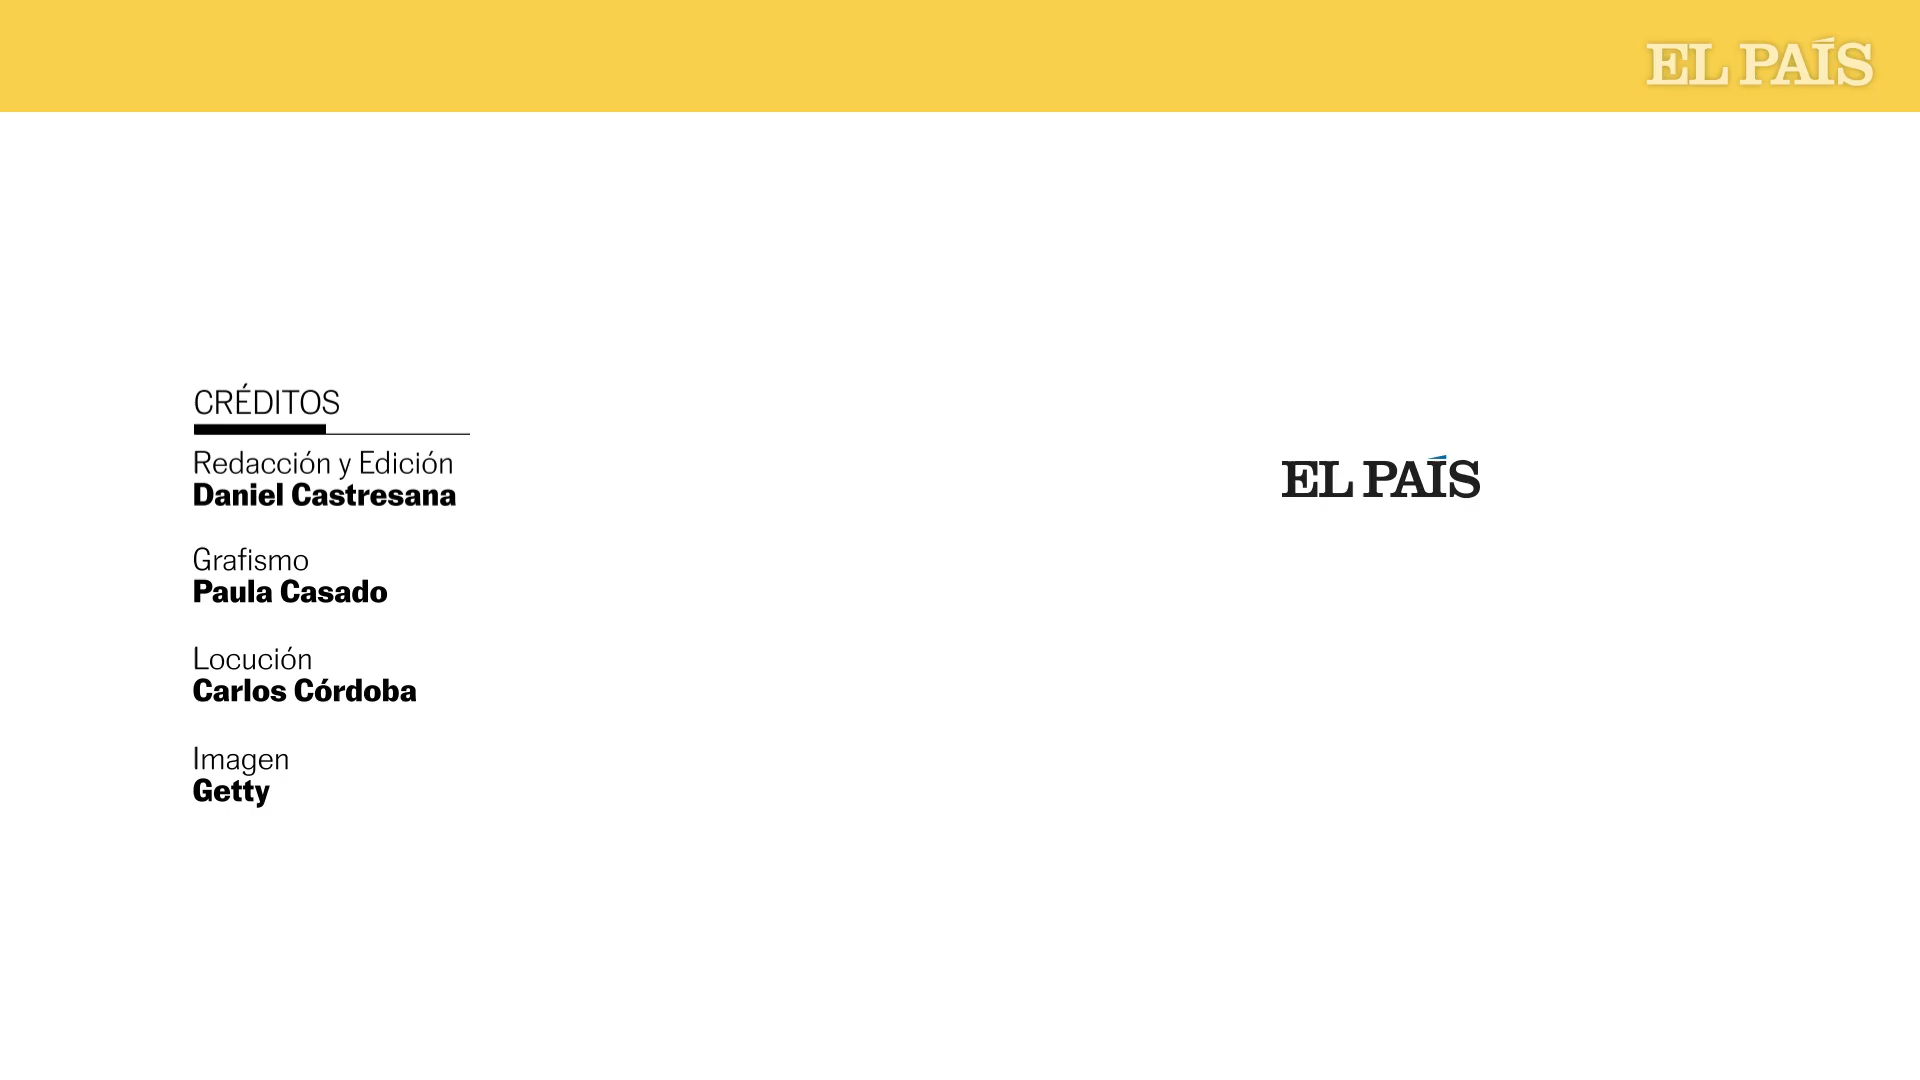 EL PAÍS
CRÉDITOS
Redacción y Edición
Daniel Castresana
Grafismo
Paula Casado
Locución
Carlos Córdoba
Imagen
Getty
EL PAÍS